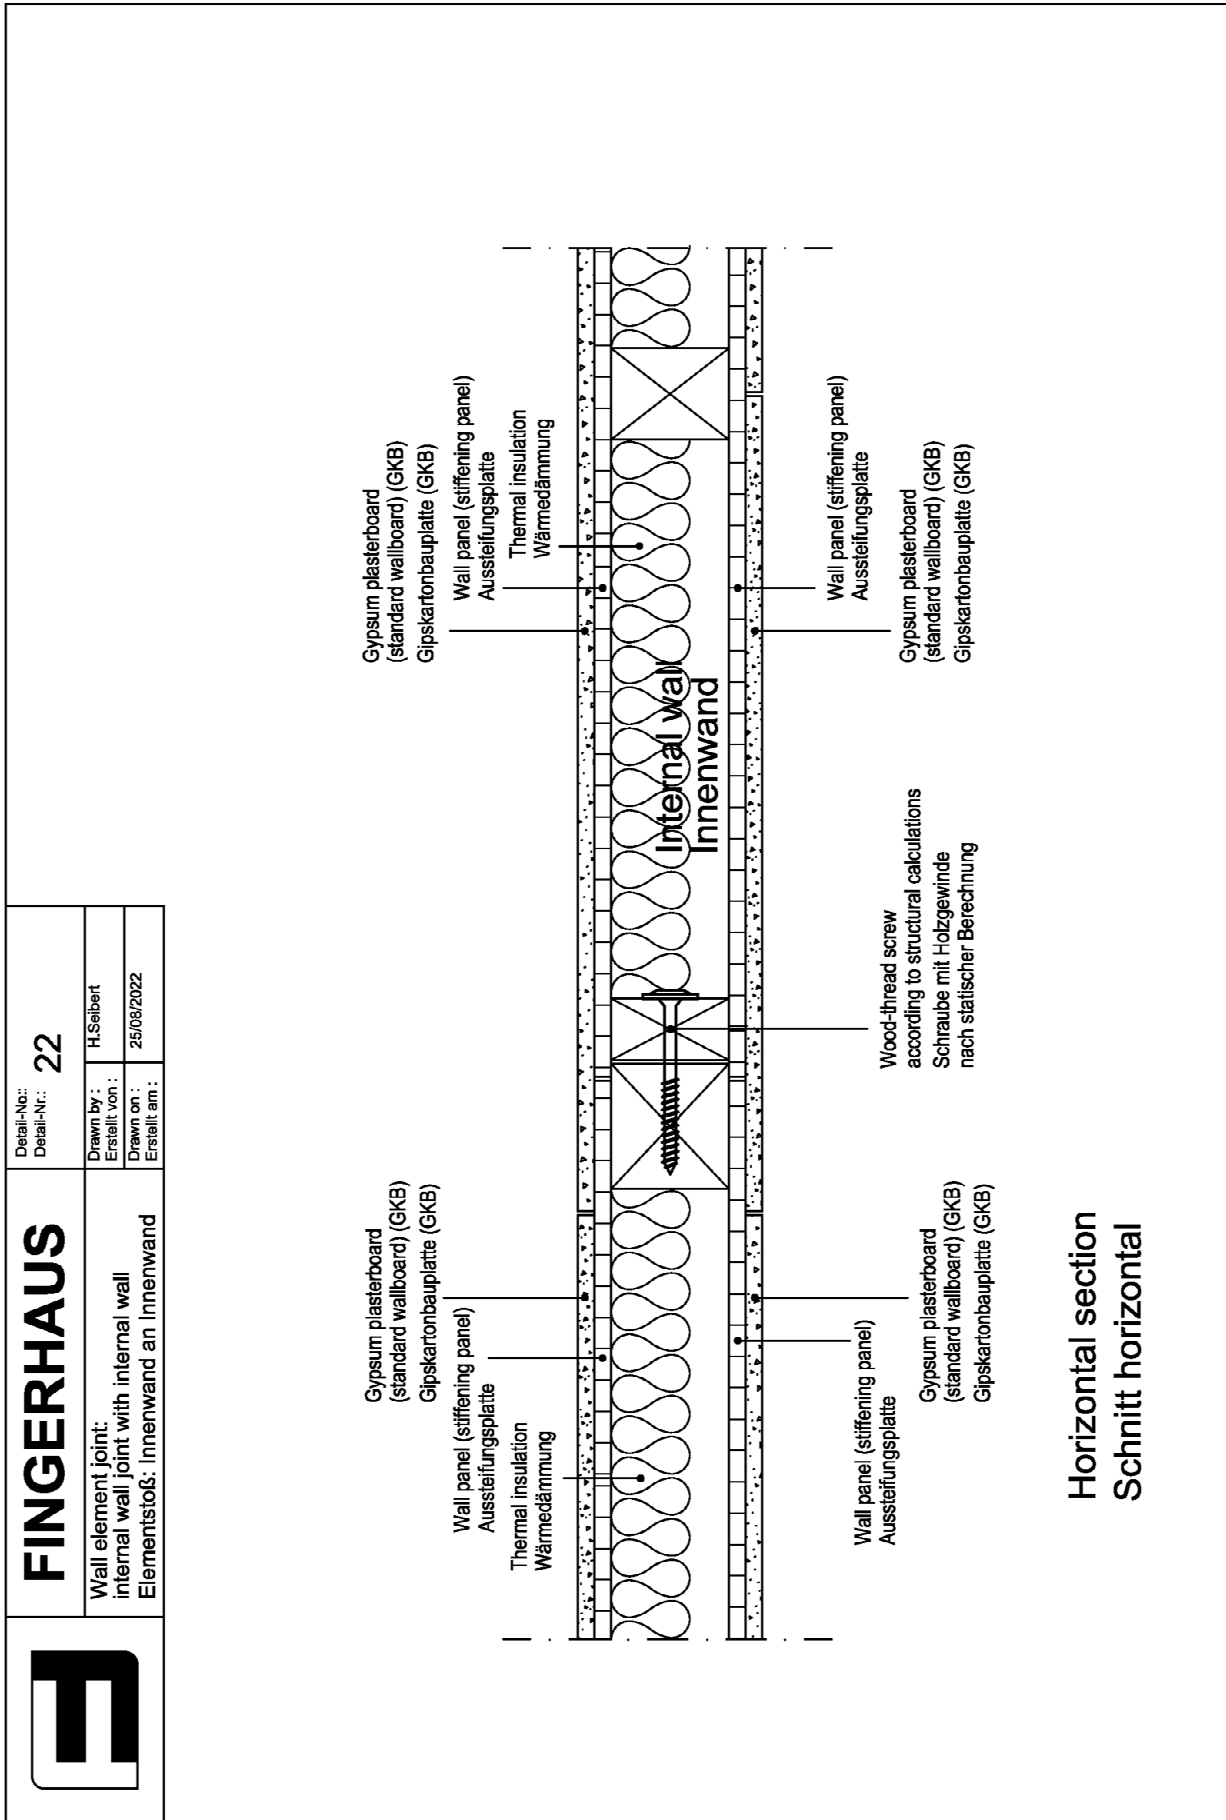 FINGERHAUS
Detail-No.:
Detail-Nr.:
22
Wall element joint:
internal wall joint with internal wall
Elementstoß: Innenwand an Innenwand
Drawn by :
Erstellt von :
H.Seibert
Drawn on :
Erstellt am :
25/08/2022
Gypsum plasterboard
(standard wallboard) (GKB)
Gipskartonbauplatte (GKB)
Wall panel (stiffening panel)
Aussteifungsplatte
Thermal insulation
Wärmedämmung
Gypsum plasterboard
(standard wallboard) (GKB)
Gipskartonbauplatte (GKB)
Wall panel (stiffening panel)
Aussteifungsplatte
Thermal insulation
Wärmedämmung
Internal wall
Innenwand
Wall panel (stiffening panel)
Aussteifungsplatte
Gypsum plasterboard
(standard wallboard) (GKB)
Gipskartonbauplatte (GKB)
Wood-thread screw
according to structural calculations
Schraube mit Holzgewinde
nach statischer Berechnung
Wall panel (stiffening panel)
Aussteifungsplatte
Gypsum plasterboard
(standard wallboard) (GKB)
Gipskartonbauplatte (GKB)
Horizontal section
Schnitt horizontal